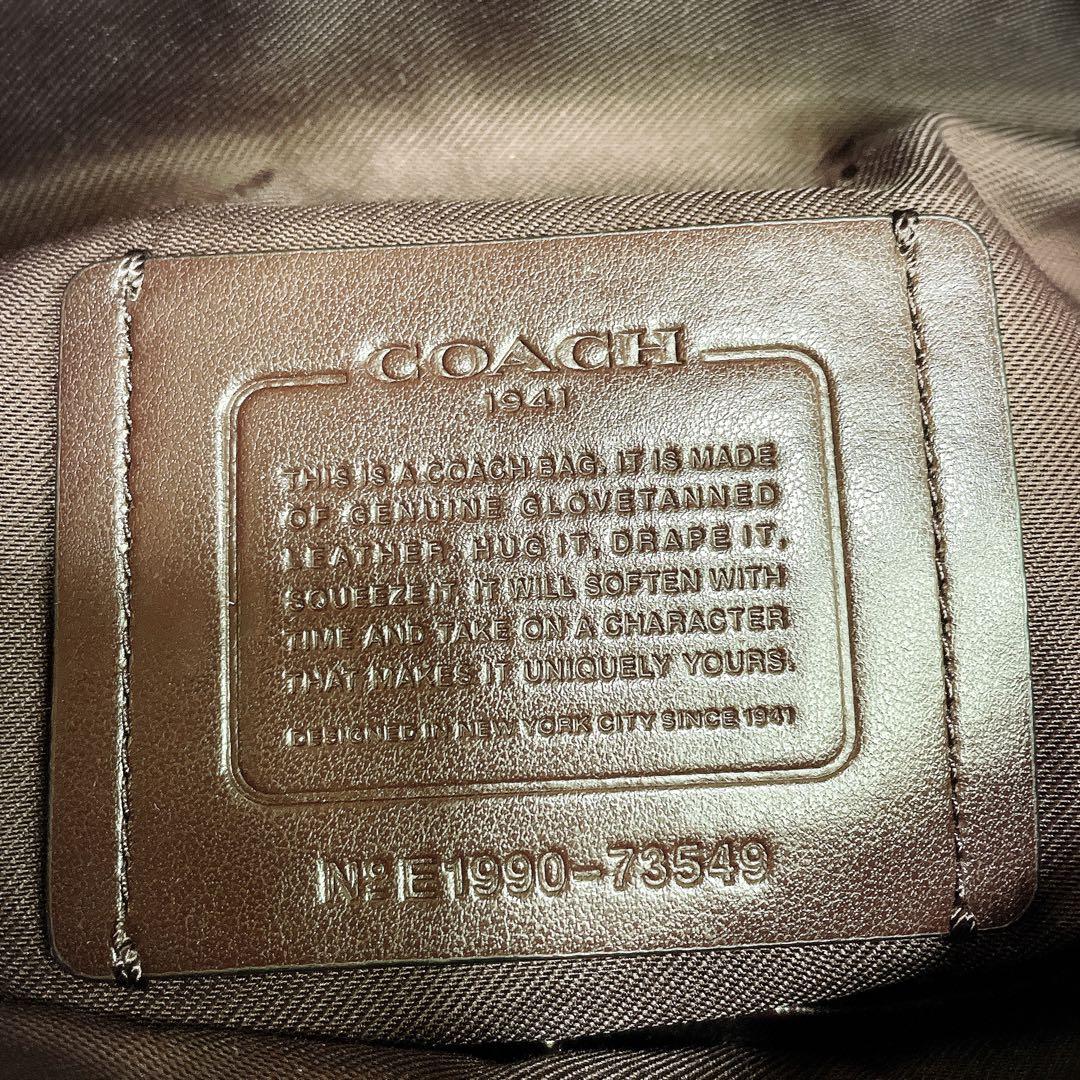 COACH
1941
THIS IS A COACH BAG. IT IS MADE
OF GENUINE GLOVETANNED
LEATHER. HUG IT, DRAPE IT,
SQUEEZE IT. IT WILL SOFTEN WITH
TIME AND TAKE ON A CHARACTER
THAT MAKES IT UNIQUELY YOURS.
DESIGNED IN NEW YORK CITY SINCE 1941
Nº E1990-73549